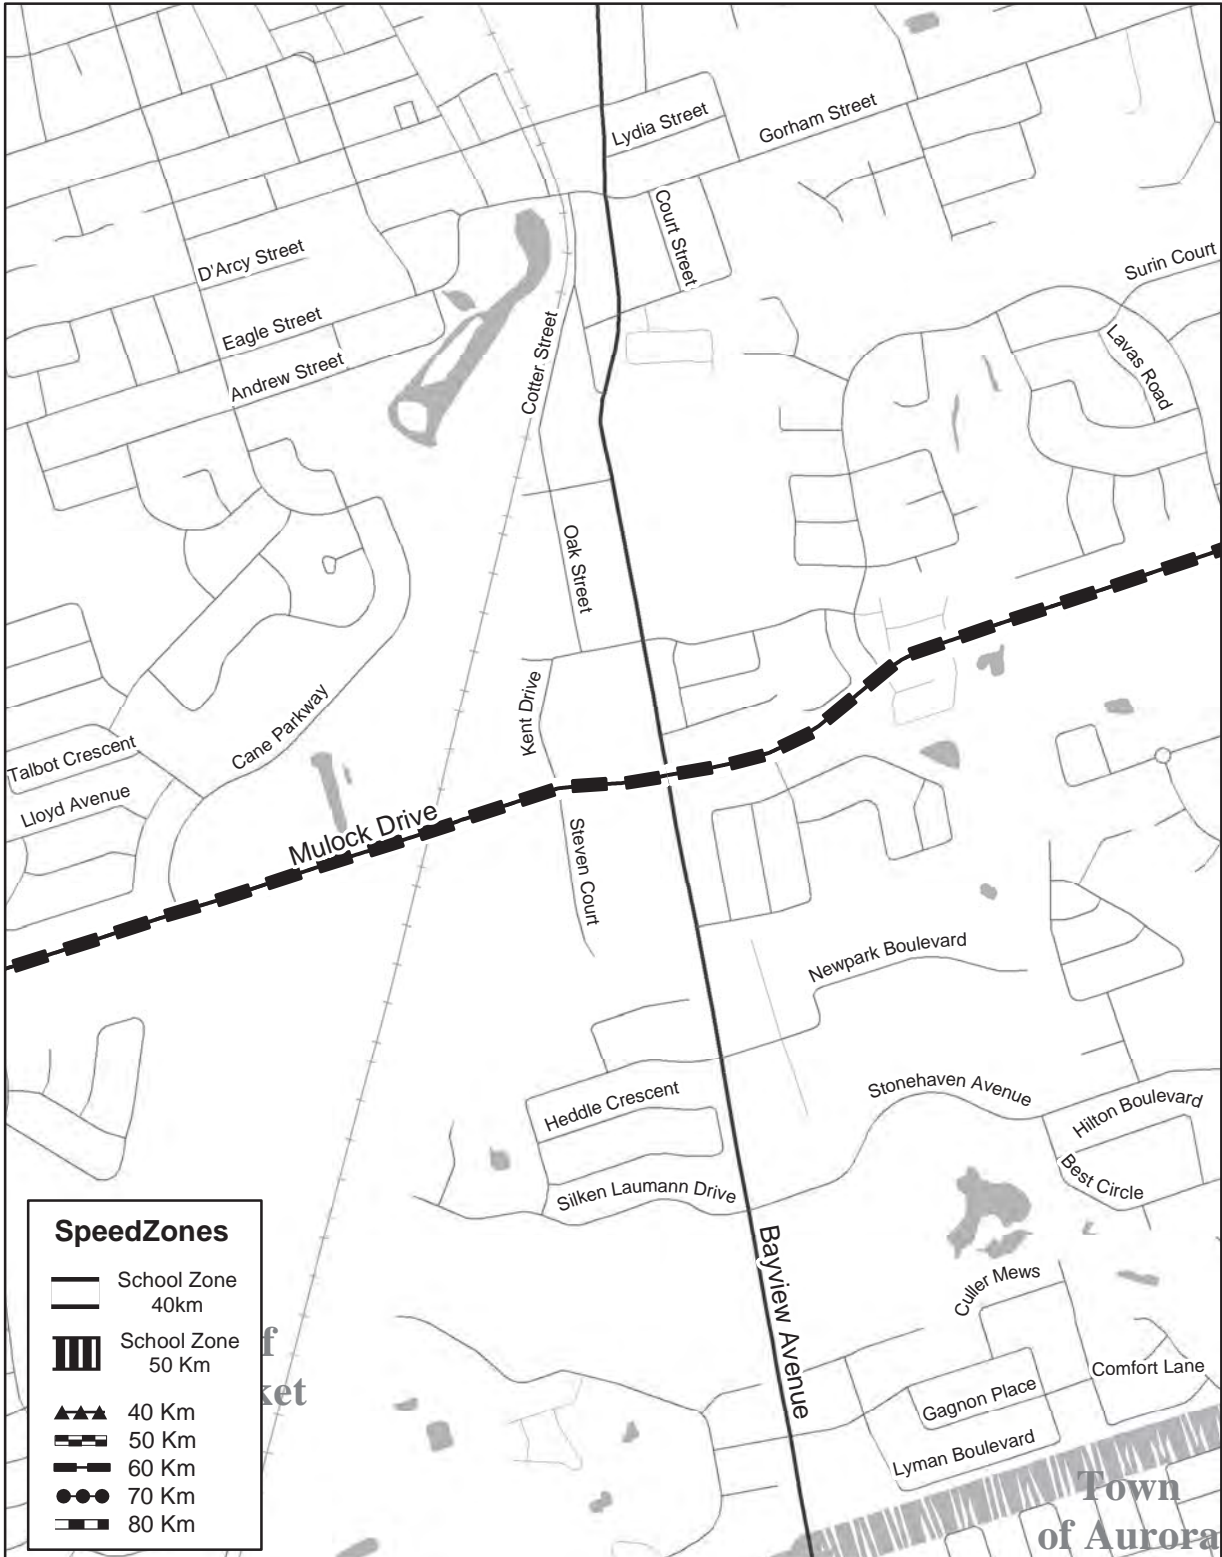 Lydia Street
Gorham Street
Court Street
D'Arcy Street
Surin Court
Eagle Street
Lavas Road
Andrew Street
Cotter Street
Oak Street
Kent Drive
Cane Parkway
Talbot Crescent
Lloyd Avenue
Mulock Drive
Steven Court
Newpark Boulevard
Stonehaven Avenue
Heddle Crescent
Hilton Boulevard
Best Circle
Silken Laumann Drive
Bayview Avenue
Culler Mews
Comfort Lane
Gagnon Place
Lyman Boulevard
Town
of Aurora
SpeedZones
School Zone
40km
School Zone
50 Km
40 Km
50 Km
60 Km
70 Km
80 Km